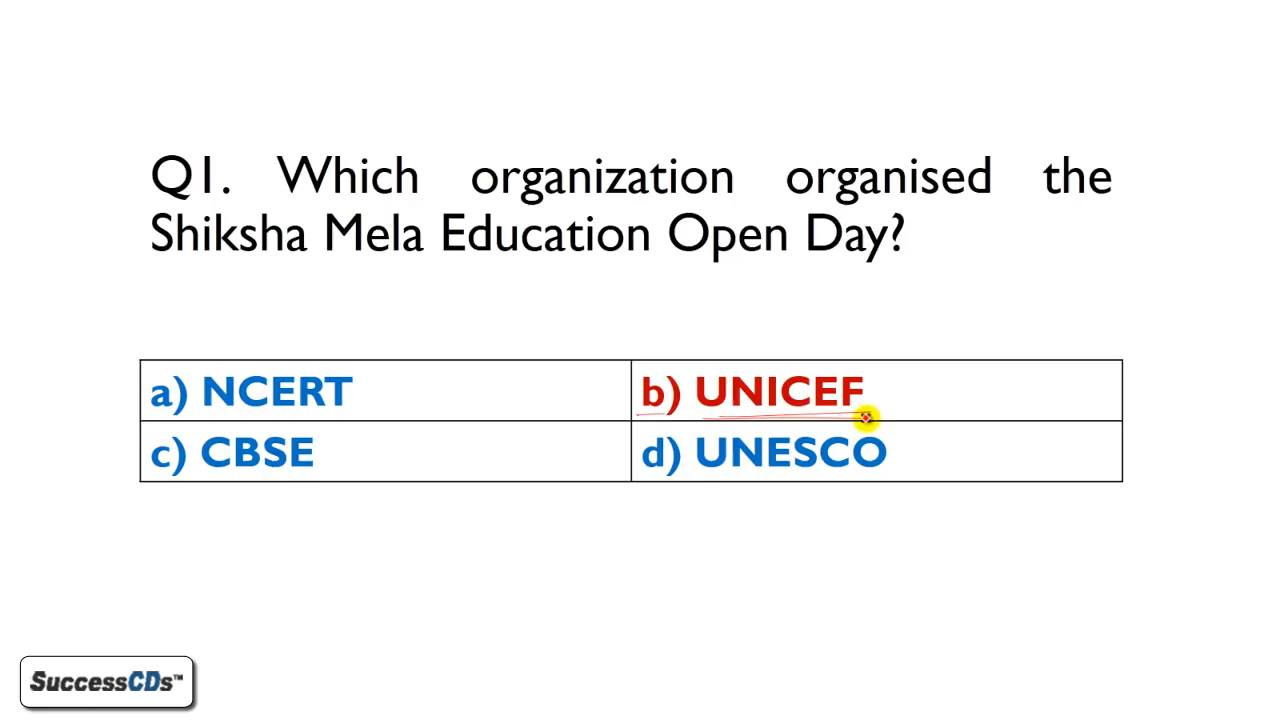 Q1. Which organization organised the
Shiksha Mela Education Open Day?
a) NCERT
b) UNICEF
c) CBSE
d) UNESCO
SuccessCDs™